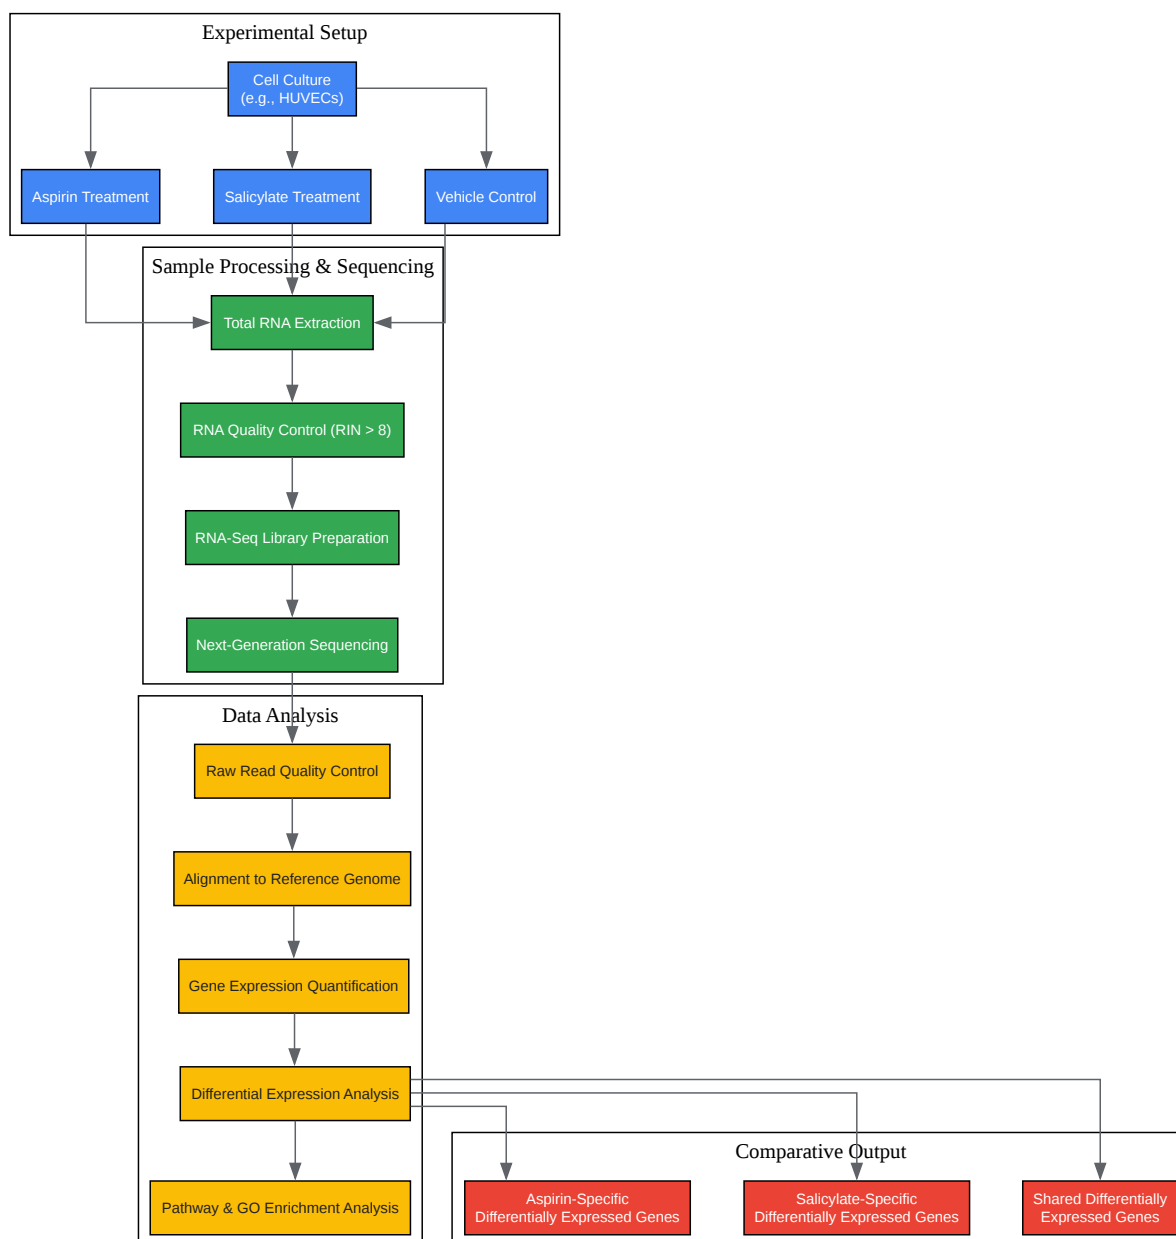 Experimental Setup
Cell Culture
(e.g., HUVECs)
Aspirin Treatment
Salicylate Treatment
Vehicle Control
Sample Processing & Sequencing
Total RNA Extraction
RNA Quality Control (RIN > 8)
RNA-Seq Library Preparation
Next-Generation Sequencing
Data Analysis
Raw Read Quality Control
Alignment to Reference Genome
Gene Expression Quantification
Differential Expression Analysis
Pathway & GO Enrichment Analysis
Comparative Output
Aspirin-Specific
Differentially Expressed Genes
Salicylate-Specific
Differentially Expressed Genes
Shared Differentially
Expressed Genes